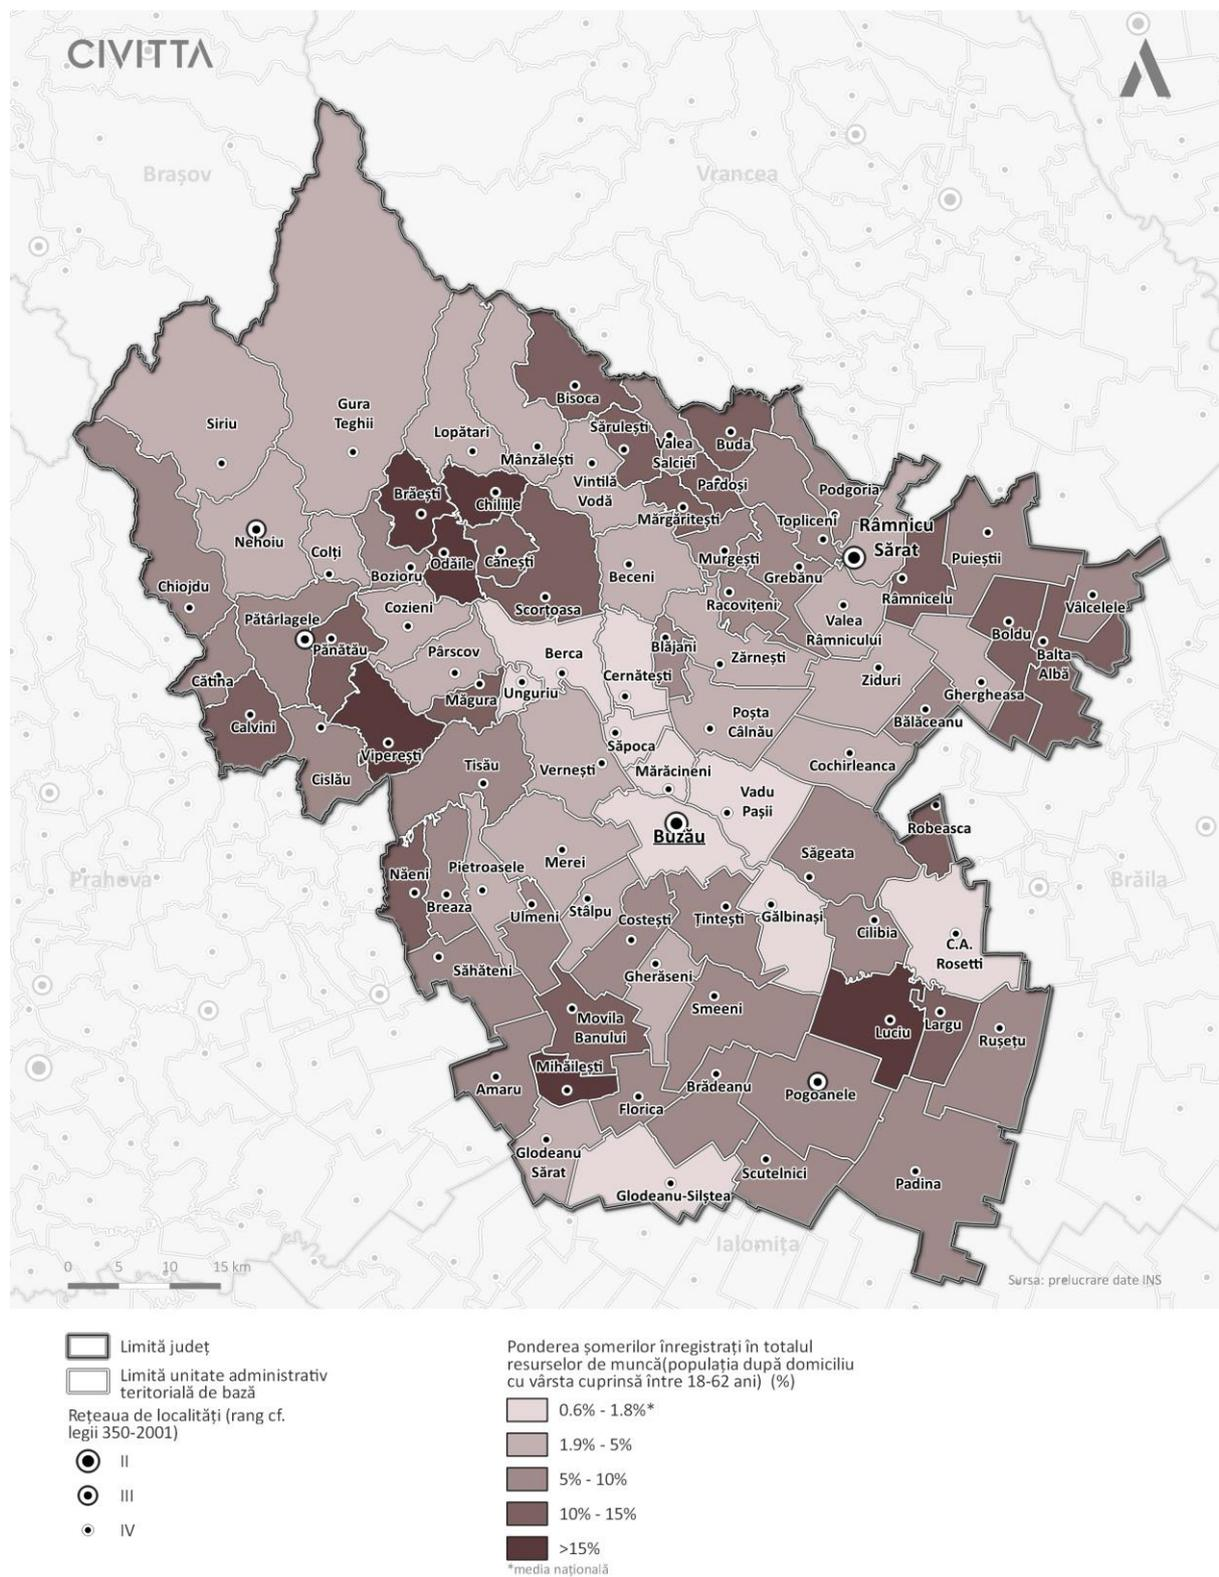 CIVITTA
Brașov
Vrancea
Siriu
Gura
Teghii
Lopătari
Mânzălești
Bisoca
Sărulești
Valea
Salciei
Buda
Vintilă
Vodă
Pardoși
Podgoria
Brăești
Chiliile
Mărgăritești
Topliceni
Râmnicu
Sărat
Nehoiu
Colți
Bozioru
Odăile
Cănești
Beceni
Murgești
Grebănu
Puieștii
Chiojdu
Cozieni
Scorțoasa
Racovițeni
Râmnicelu
Vâlcelele
Pătârlagele
Pănătău
Valea
Râmnicului
Boldu
Balta
Albă
Pârscov
Berca
Blăjani
Zărnești
Cătina
Măgura
Unguriu
Cernătești
Ziduri
Ghergheasa
Calvini
Viperești
Săpoca
Poșta
Câlnău
Bălăceanu
Cislău
Tisău
Vernești
Mărăcineni
Cochirleanca
Vadu
Pașii
Buzău
Robeasca
Săgeata
Prahova
Brăila
Năeni
Pietroasele
Merei
Breaza
Ulmeni
Stâlpu
Costești
Țintești
Gălbinași
Cilibia
C.A.
Rosetti
Săhăteni
Gherăseni
Smeeni
Movila
Banului
Luciu
Largu
Rușețu
Mihăilești
Amaru
Florica
Brădeanu
Pogoanele
Glodeanu
Sărat
Glodeanu-Siliștea
Scutelnici
Padina
Ialomița
0 5 10 15 km
Sursa: prelucrare date INS
Limită județ
Limită unitate administrativ
teritorială de bază
Rețeaua de localități (rang cf.
legii 350-2001)
II
III
IV
Ponderea șomerilor înregistrați în totalul
resurselor de muncă(populația după domiciliu
cu vârsta cuprinsă între 18-62 ani) (%)
0.6% - 1.8%*
1.9% - 5%
5% - 10%
10% - 15%
>15%
*media națională